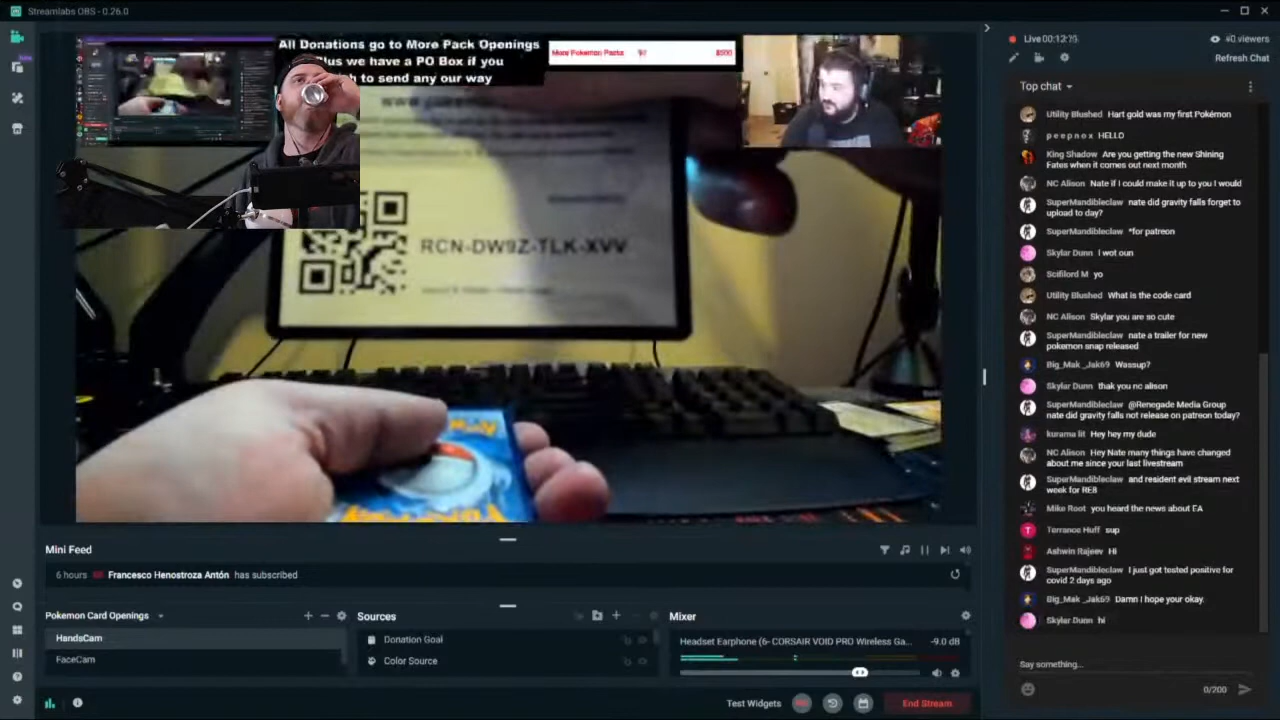 Streamlabs OBS - 0.26.0
All Donations go to More Pack Openings
Plus we have a PO Box if you
to send any our way
More Pokemon Packs
$500
RCN-DW9Z-TLK-XVV
Live
40 viewers
Refresh Chat
Top chat
Utility Blushed Hart gold was my first Pokémon
p e e p n o x HELLO
King Shadow Are you getting the new Shining
Fates when it comes out next month
NC Alison Nate if I could make it up to you I would
SuperMandibleclaw nate did gravity falls forget to
upload to day?
SuperMandibleclaw *for patreon
Skylar Dunn I wot oun
Scifilord M yo
Utility Blushed What is the code card
NC Alison Skylar you are so cute
SuperMandibleclaw nate a trailer for new
pokemon snap released
Big_Mak_Jak69 Wassup?
Skylar Dunn thak you nc alison
SuperMandibleclaw @Renegade Media Group
nate did gravity falls not release on patreon today?
kurama lit Hey hey my dude
NC Alison Hey Nate many things have changed
about me since your last livestream
SuperMandibleclaw and resident evil stream next
week for RE8
Mike Root you heard the news about EA
T
Terrance Huff sup
Ashwin Rajeev Hi
SuperMandibleclaw I just got tested positive for
covid 2 days ago
Big_Mak_Jak69 Damn I hope your okay.
Skylar Dunn hi
Say something...
0/200
Mini Feed
6 hours Francesco Henostroza Antón has subscribed
Pokemon Card Openings
HandsCam
FaceCam
Sources
Donation Goal
Color Source
Mixer
Headset Earphone (6- CORSAIR VOID PRO Wireless Ga... -9.0 dB
Test Widgets
REC
End Stream